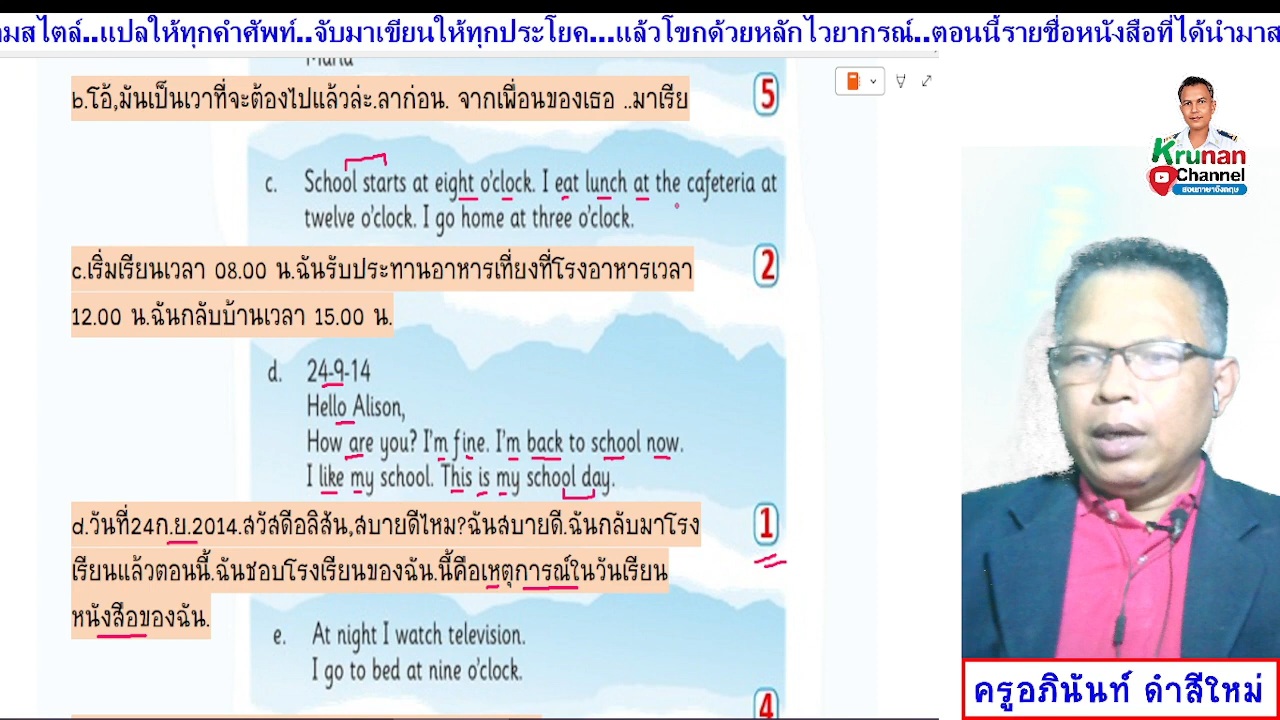 ามสไตล์..แปลให้ทุกคำศัพท์..จับมาเขียนให้ทุกประโยค...แล้วโขกด้วยหลักไวยากรณ์..ตอนนี้รายชื่อหนังสือที่ได้นำมาส
Maria
b.โอ้,มันเป็นเวาที่จะต้องไปแล้วล่ะ.ลาก่อน. จากเพื่อนของเธอ ..มาเรีย
5
c. School starts at eight o'clock. I eat lunch at the cafeteria at
twelve o'clock. I go home at three o'clock.
c.เริ่มเรียนเวลา 08.00 น.ฉันรับประทานอาหารเที่ยงที่โรงอาหารเวลา
2
12.00 น.ฉันกลับบ้านเวลา 15.00 น.
d. 24-9-14
Hello Alison,
How are you? I'm fine. I'm back to school now.
I like my school. This is my school day.
d.วันที่24ก.ย.2014.สวัสดีอลิสัน,สบายดีไหม?ฉันสบายดี.ฉันกลับมาโรง
1
เรียนแล้วตอนนี้.ฉันชอบโรงเรียนของฉัน.นี้คือเหตุการณ์ในวันเรียน
หนังสือของฉัน.
e. At night I watch television.
I go to bed at nine o'clock.
4
Krunan
Channel
สอนภาษาอังกฤษ
ครูอภินันท์ ดำสีใหม่